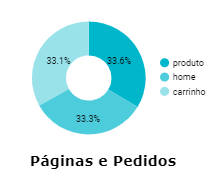 33.1%
33.6%
33.3%
produto
home
carrinho
Páginas e Pedidos